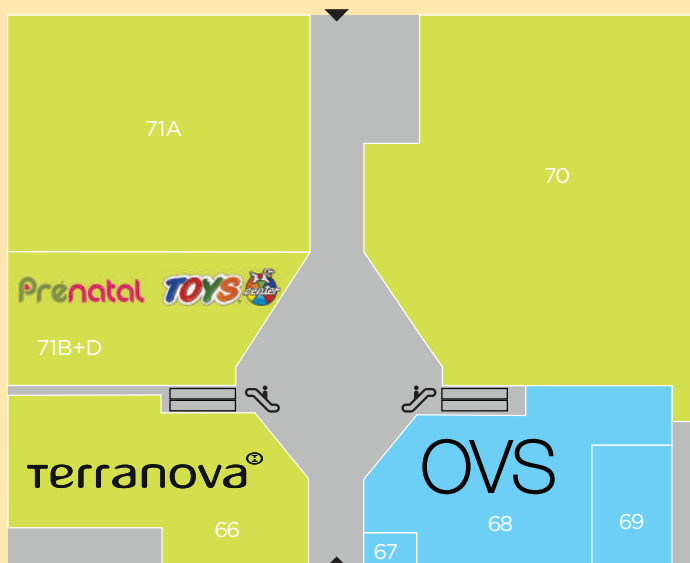 71A
70
Prénatal TOYS center
71B+D
Terranova
OVS
66
68
69
67